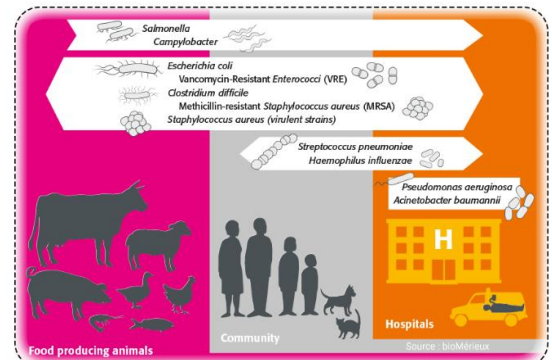 Salmonella
Campylobacter
Escherichia coli
Vancomycin-Resistant Enterococci (VRE)
Clostridium difficile
Methicillin-resistant Staphylococcus aureus (MRSA)
Staphylococcus aureus (virulent strains)
Streptococcus pneumoniae
Haemophilus influenzae
Pseudomonas aeruginosa
Acinetobacter baumannii
H
Food producing animals
Community
Hospitals
Source : bioMérieux